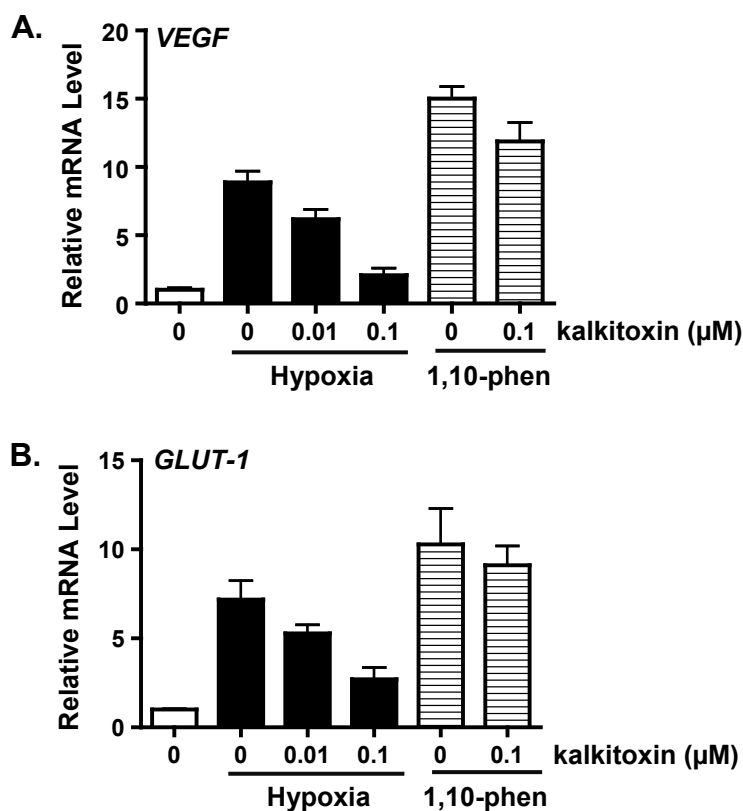 A.
VEGF
Relative mRNA Level
20
15
10
5
0
0 0 0.01 0.1 0 0.1 kalkitoxin (µM)
Hypoxia 1,10-phen
B.
GLUT-1
Relative mRNA Level
15
10
5
0
0 0 0.01 0.1 0 0.1 kalkitoxin (µM)
Hypoxia 1,10-phen